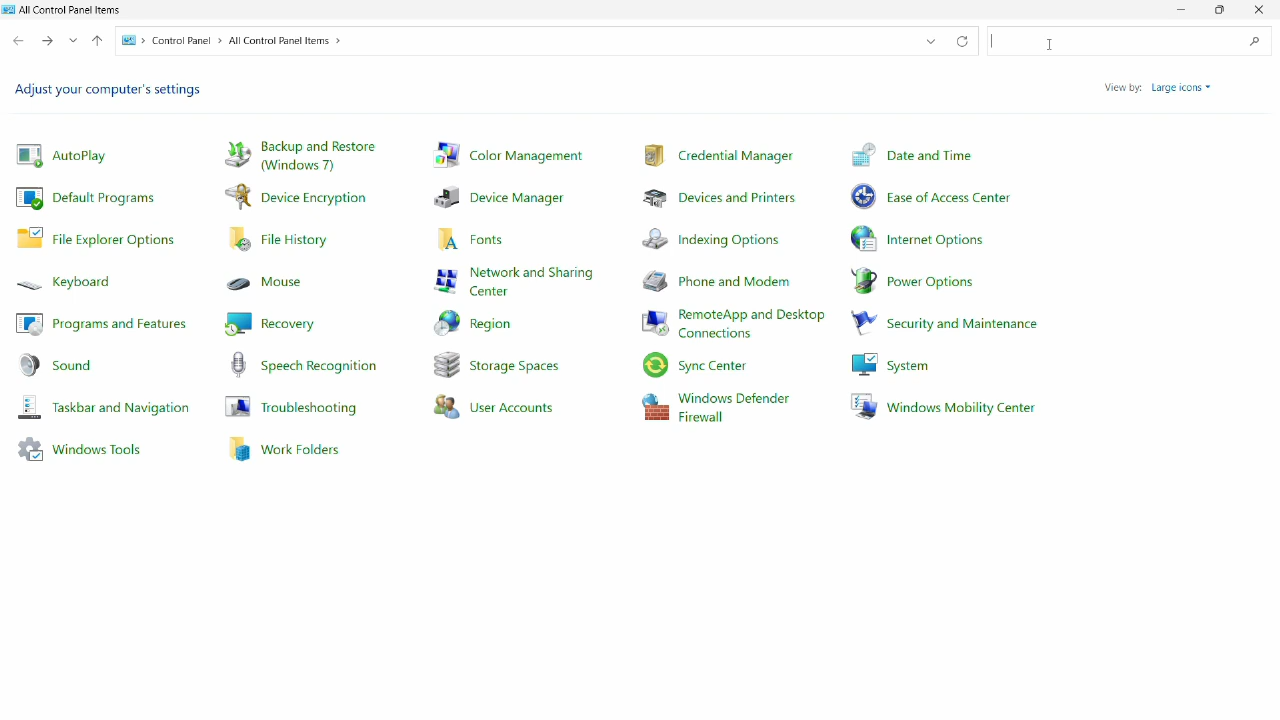 All Control Panel Items
Control Panel > All Control Panel Items >
Adjust your computer's settings
View by: Large icons
AutoPlay
Backup and Restore
(Windows 7)
Color Management
Credential Manager
Date and Time
Default Programs
Device Encryption
Device Manager
Devices and Printers
Ease of Access Center
File Explorer Options
File History
Fonts
Indexing Options
Internet Options
Keyboard
Mouse
Network and Sharing
Center
Phone and Modem
Power Options
Programs and Features
Recovery
Region
RemoteApp and Desktop
Connections
Security and Maintenance
Sound
Speech Recognition
Storage Spaces
Sync Center
System
Taskbar and Navigation
Troubleshooting
User Accounts
Windows Defender
Firewall
Windows Mobility Center
Windows Tools
Work Folders